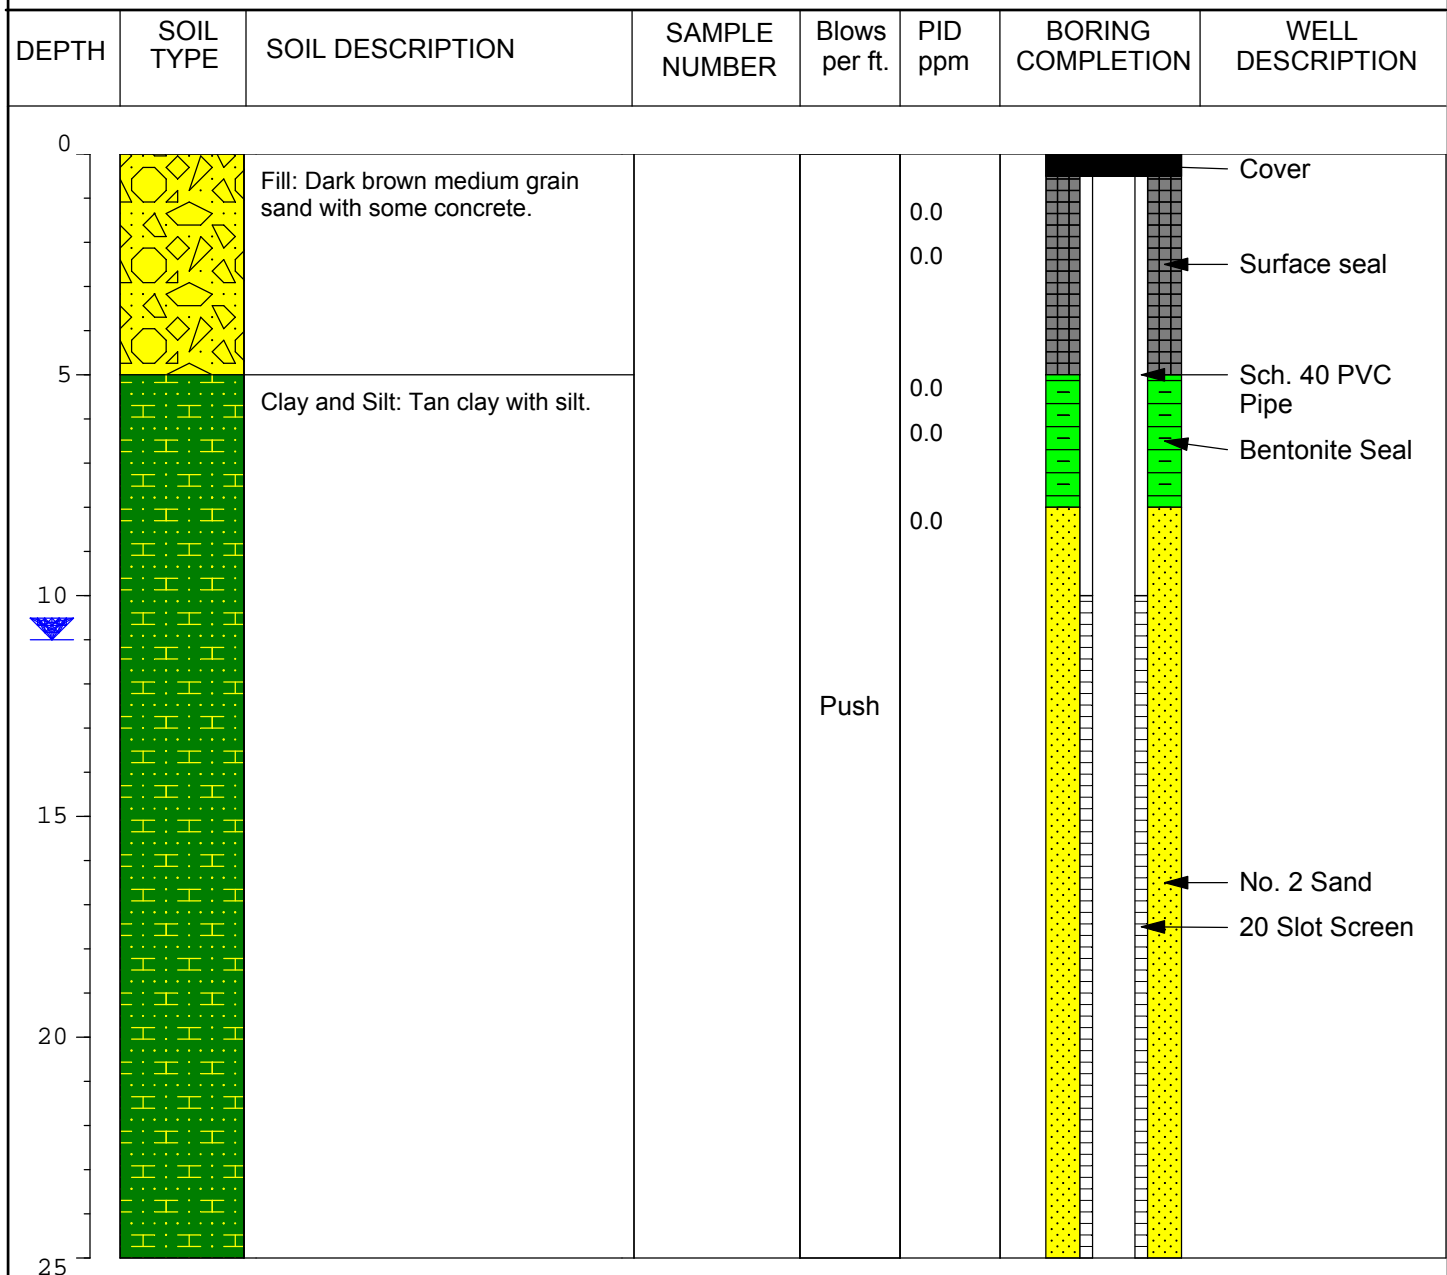 DEPTH
SOIL
TYPE
SOIL DESCRIPTION
SAMPLE
NUMBER
Blows
per ft.
PID
ppm
BORING
COMPLETION
WELL
DESCRIPTION
0
Fill: Dark brown medium grain
sand with some concrete.
Cover
0.0
0.0
Surface seal
5
Clay and Silt: Tan clay with silt.
0.0
Sch. 40 PVC
Pipe
0.0
Bentonite Seal
0.0
10
Push
15
No. 2 Sand
20 Slot Screen
20
25